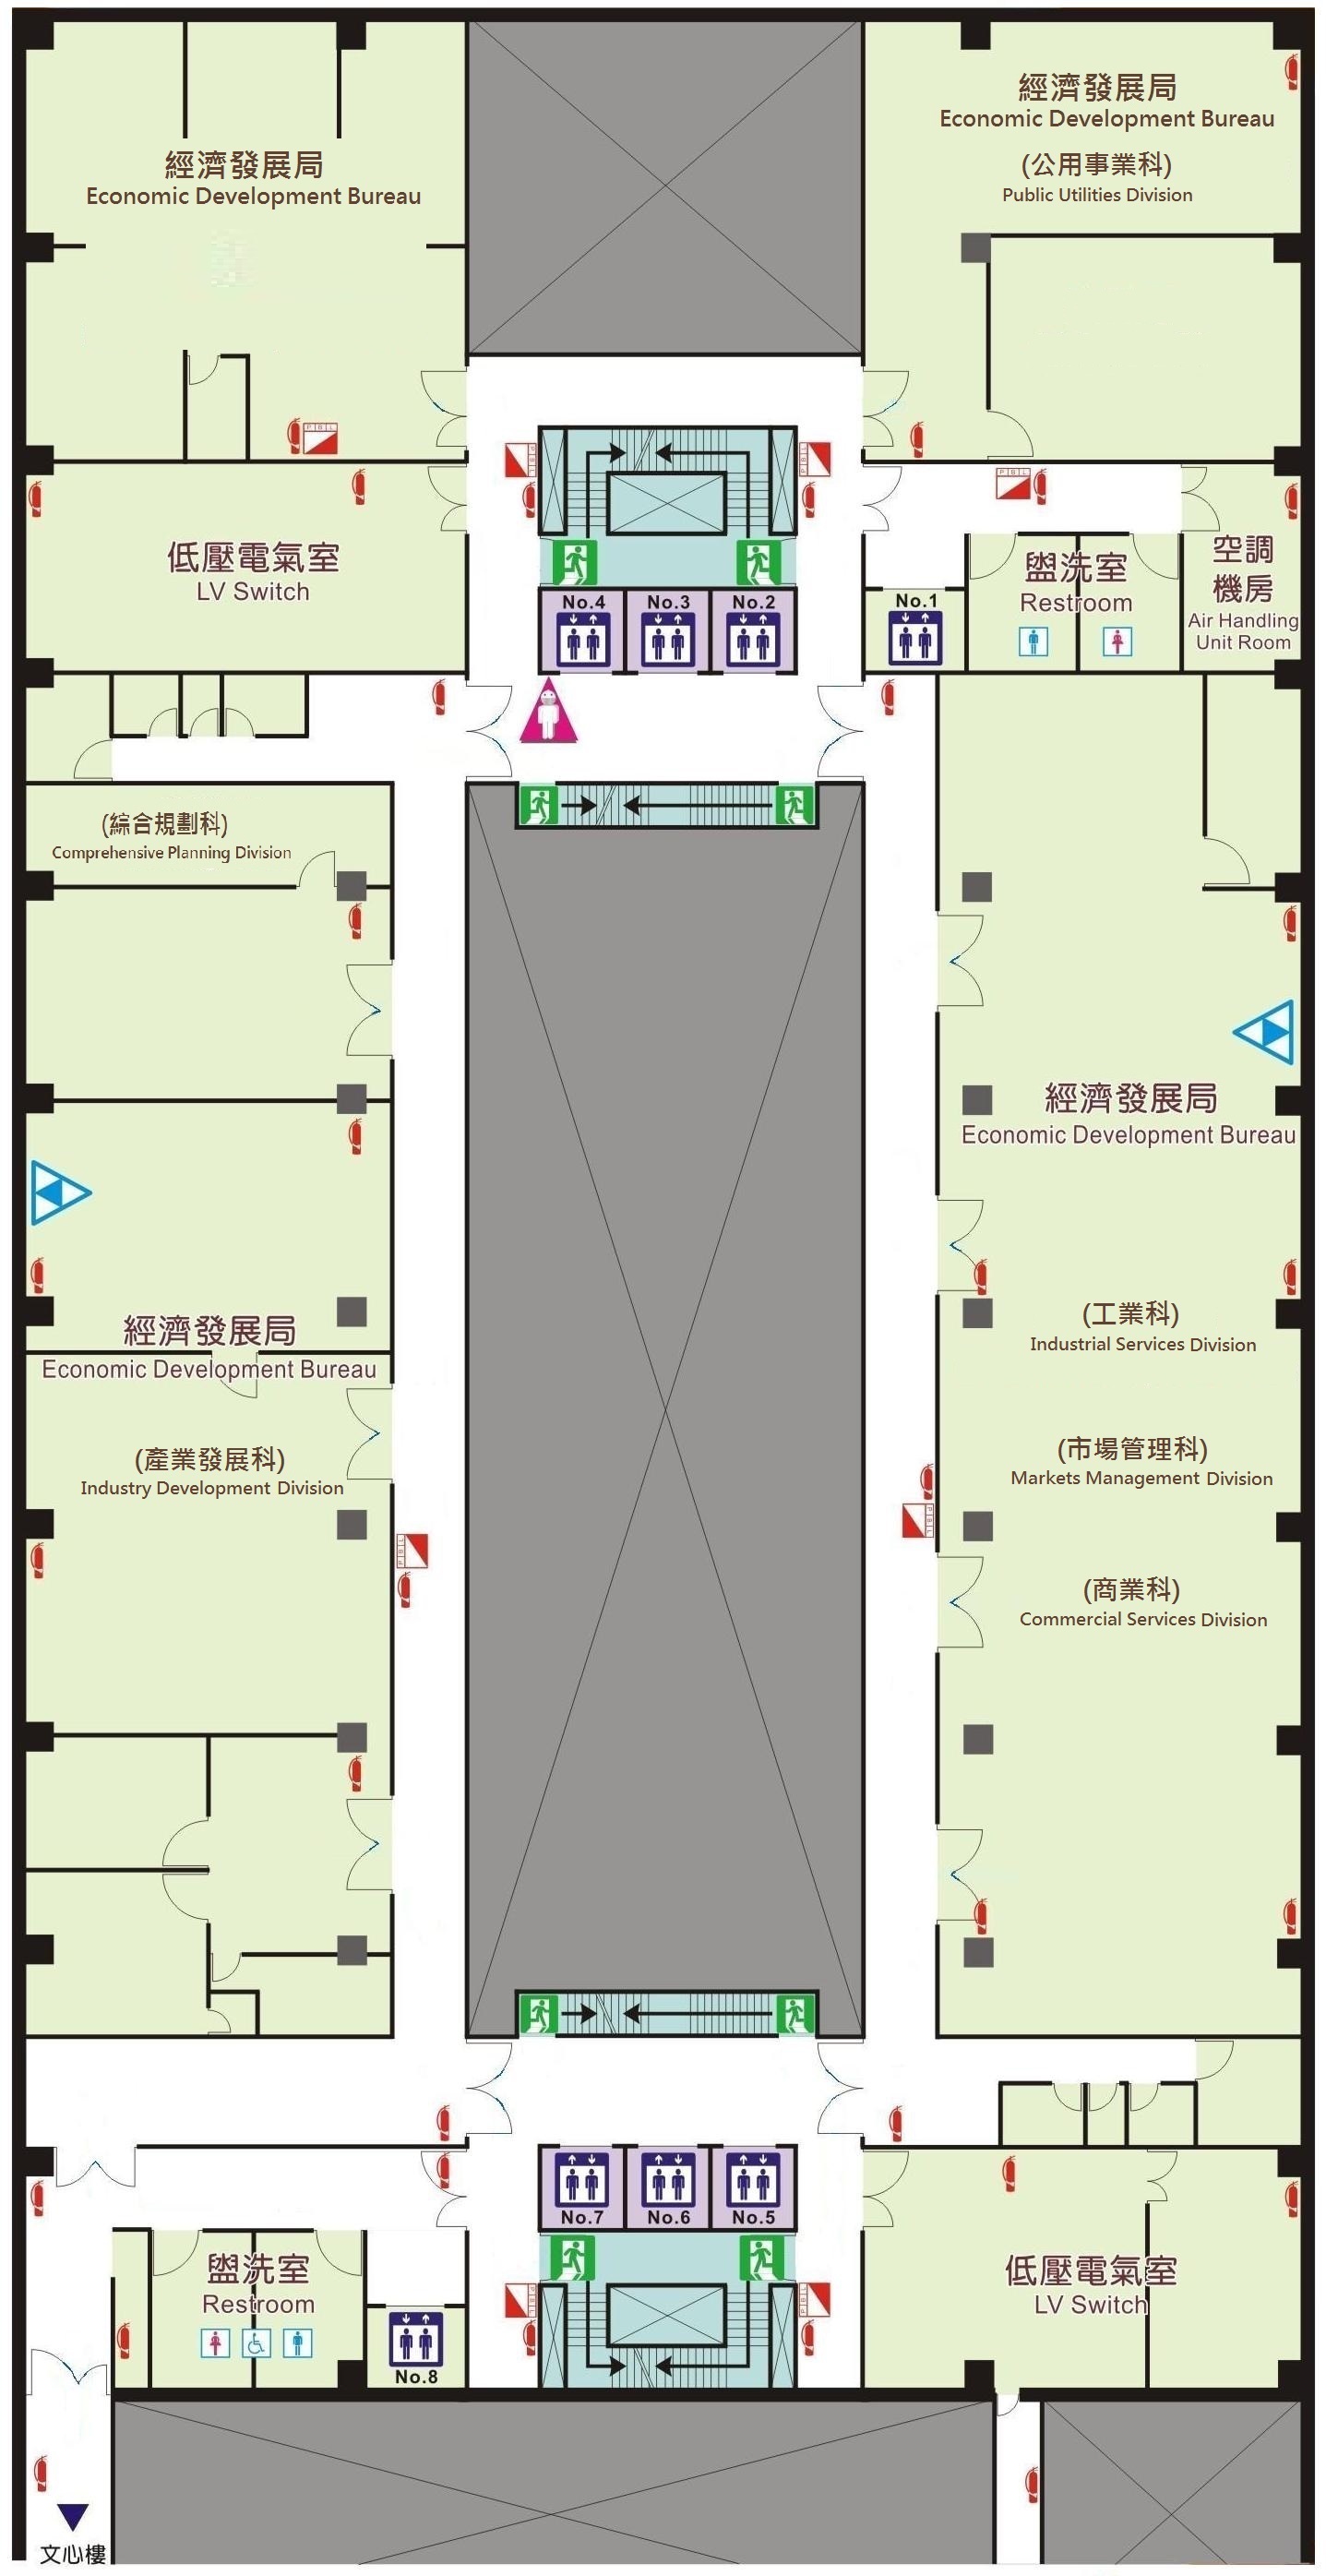 經濟發展局
Economic Development Bureau
(公用事業科)
Public Utilities Division
經濟發展局
Economic Development Bureau
低壓電氣室
LV Switch
No.4
No.3
No.2
No.1
盥洗室
Restroom
空調
機房
Air Handling
Unit Room
(綜合規劃科)
Comprehensive Planning Division
經濟發展局
Economic Development Bureau
經濟發展局
Economic Development Bureau
(工業科)
Industrial Services Division
(產業發展科)
Industry Development Division
(市場管理科)
Markets Management Division
(商業科)
Commercial Services Division
No.7
No.6
No.5
盥洗室
Restroom
No.8
低壓電氣室
LV Switch
文心樓